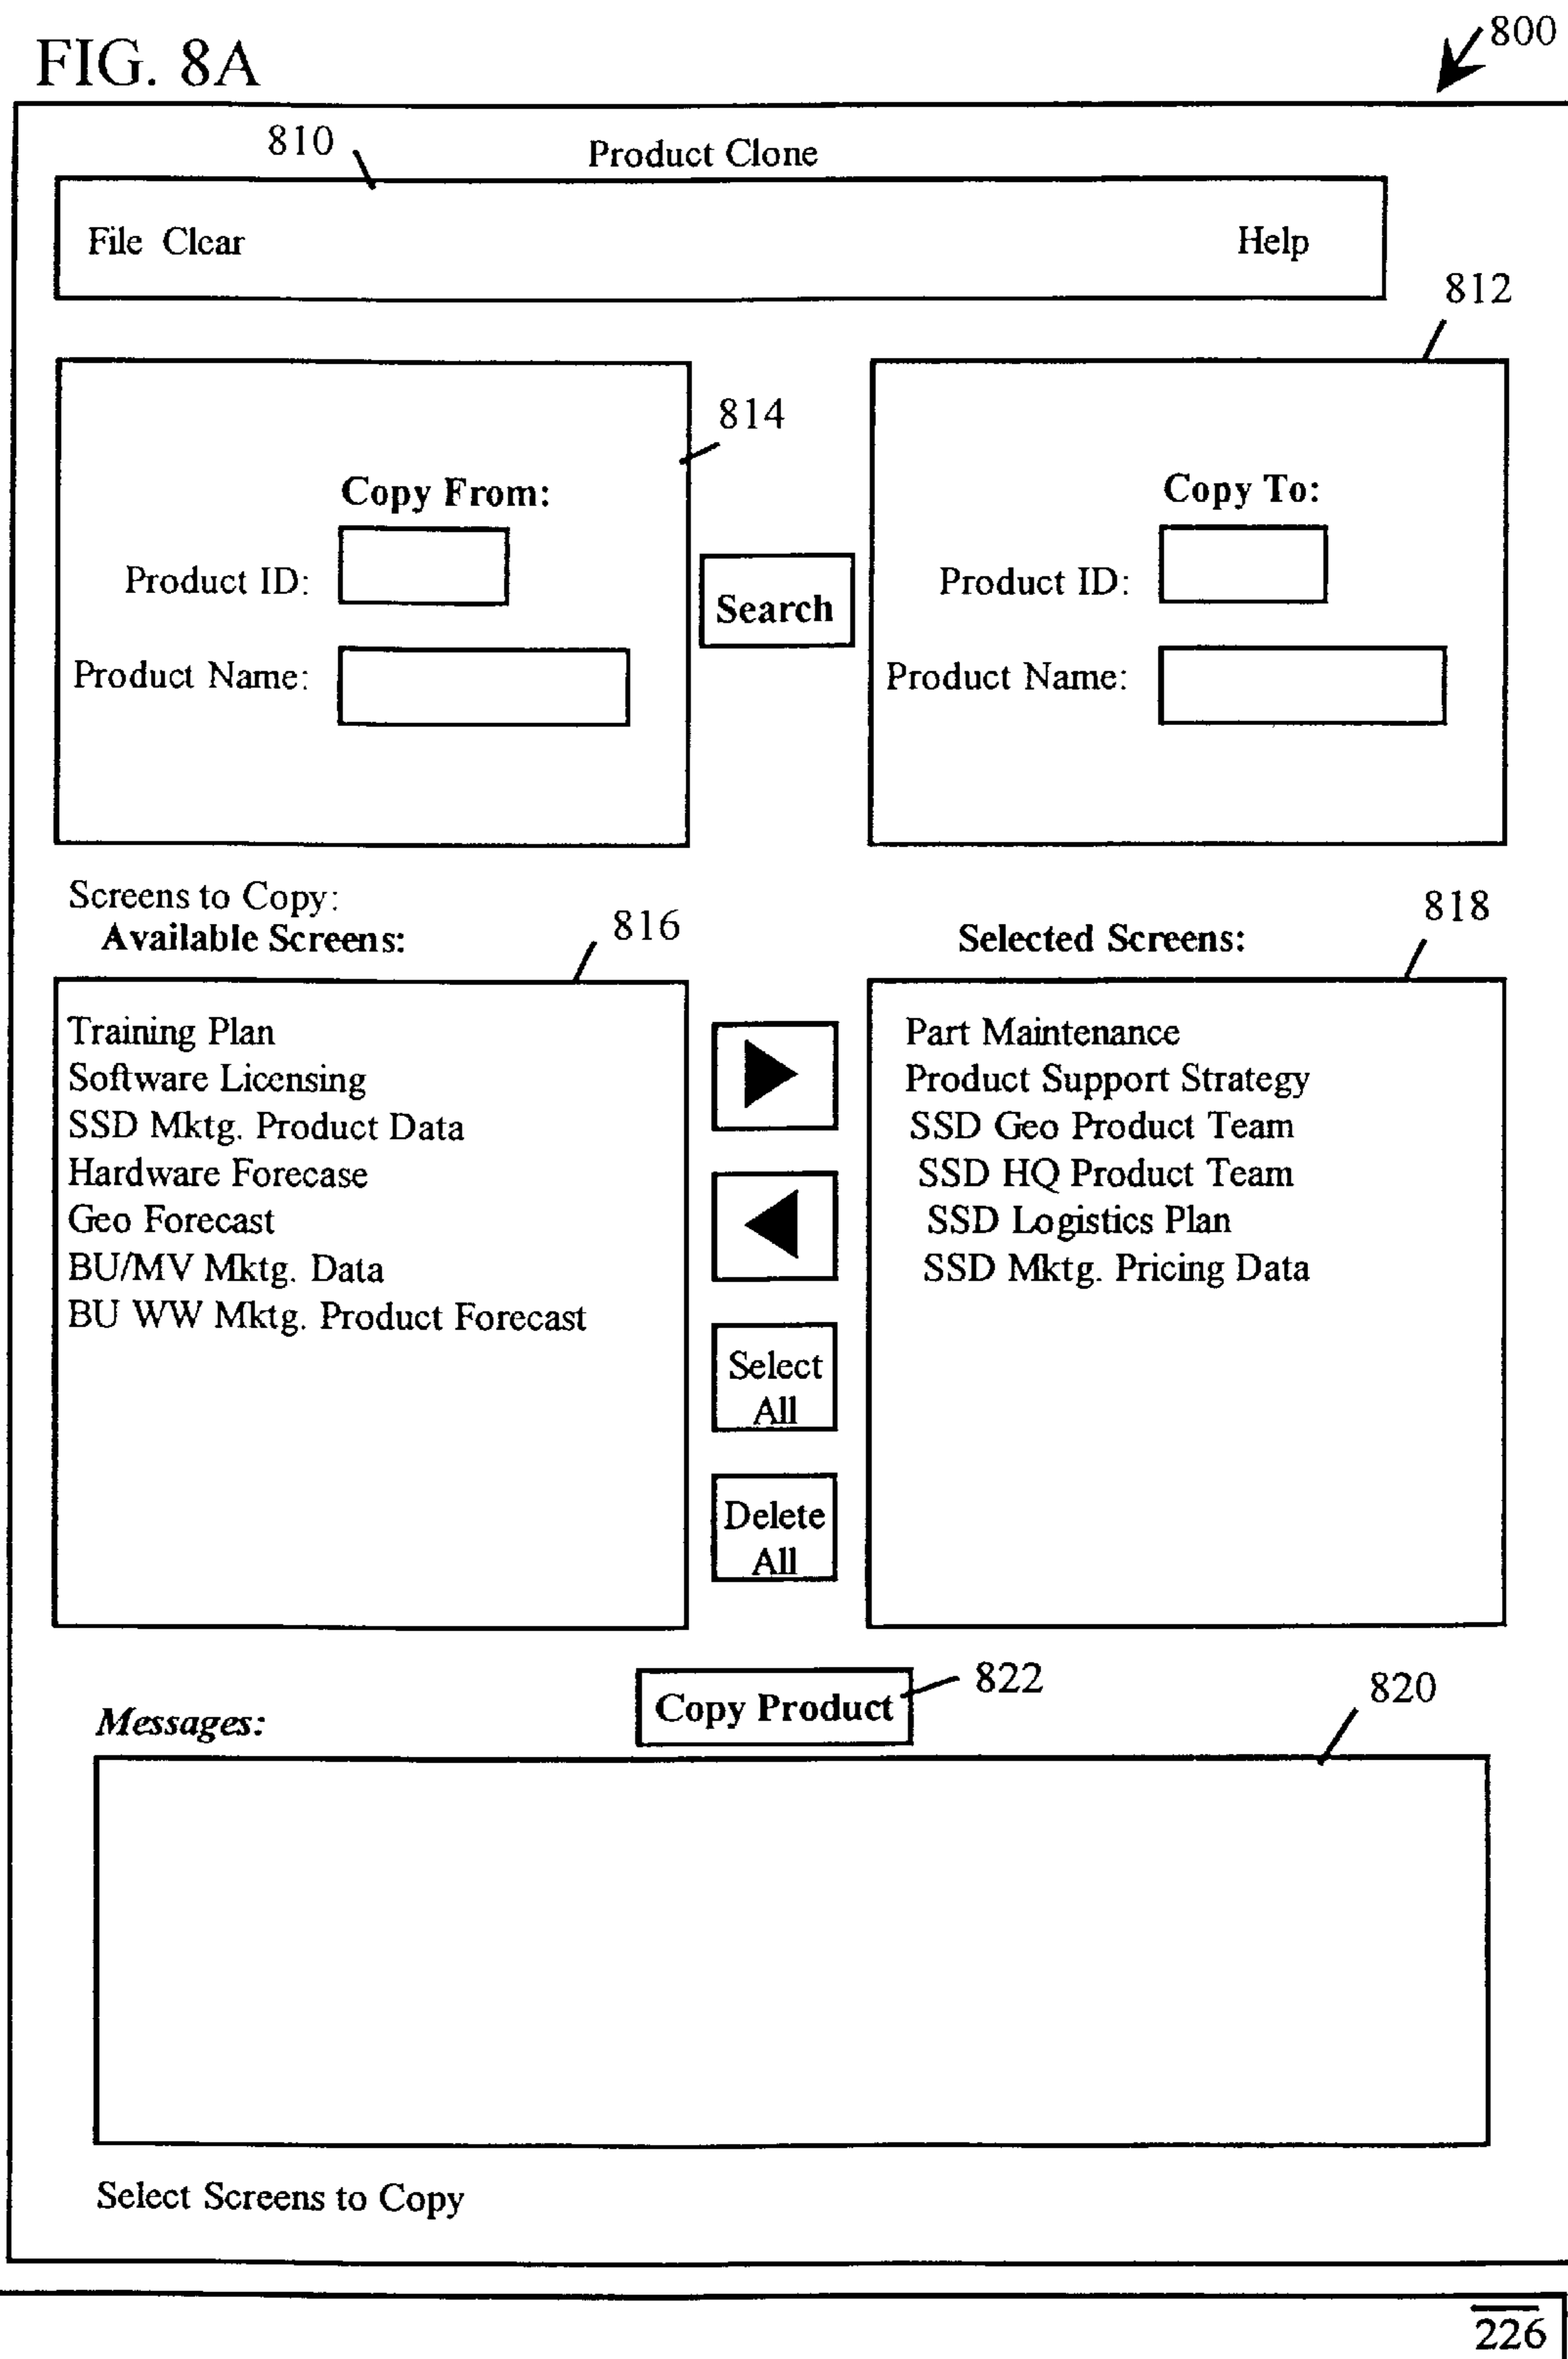 FIG. 8A
800
810
Product Clone
File Clear
Help
812
814
Copy From:
Product ID:
Product Name:
Search
Copy To:
Product ID:
Product Name:
Screens to Copy:
Available Screens:
816
Selected Screens:
818
Training Plan
Software Licensing
SSD Mktg. Product Data
Hardware Forecase
Geo Forecast
BU/MV Mktg. Data
BU WW Mktg. Product Forecast
Select
All
Delete
All
Part Maintenance
Product Support Strategy
SSD Geo Product Team
SSD HQ Product Team
SSD Logistics Plan
SSD Mktg. Pricing Data
Copy Product
822
Messages:
820
Select Screens to Copy
226